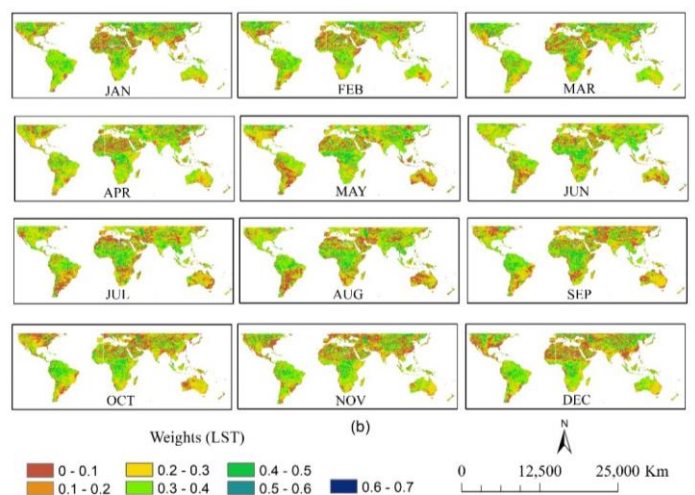 JAN FEB MAR
APR MAY JUN
JUL AUG SEP
OCT NOV DEC
Weights (LST)
(b)
N
0 - 0.1 0.2 - 0.3 0.4 - 0.5
0.1 - 0.2 0.3 - 0.4 0.5 - 0.6 0.6 - 0.7
0 12,500 25,000 Km